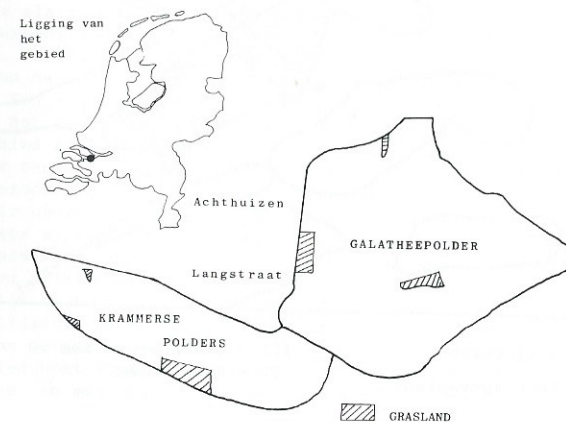 Ligging van
het
gebied
Achthuizen
GALATHEEPOLDER
Langstraat
KRAMMERSE
POLDERS
GRASLAND